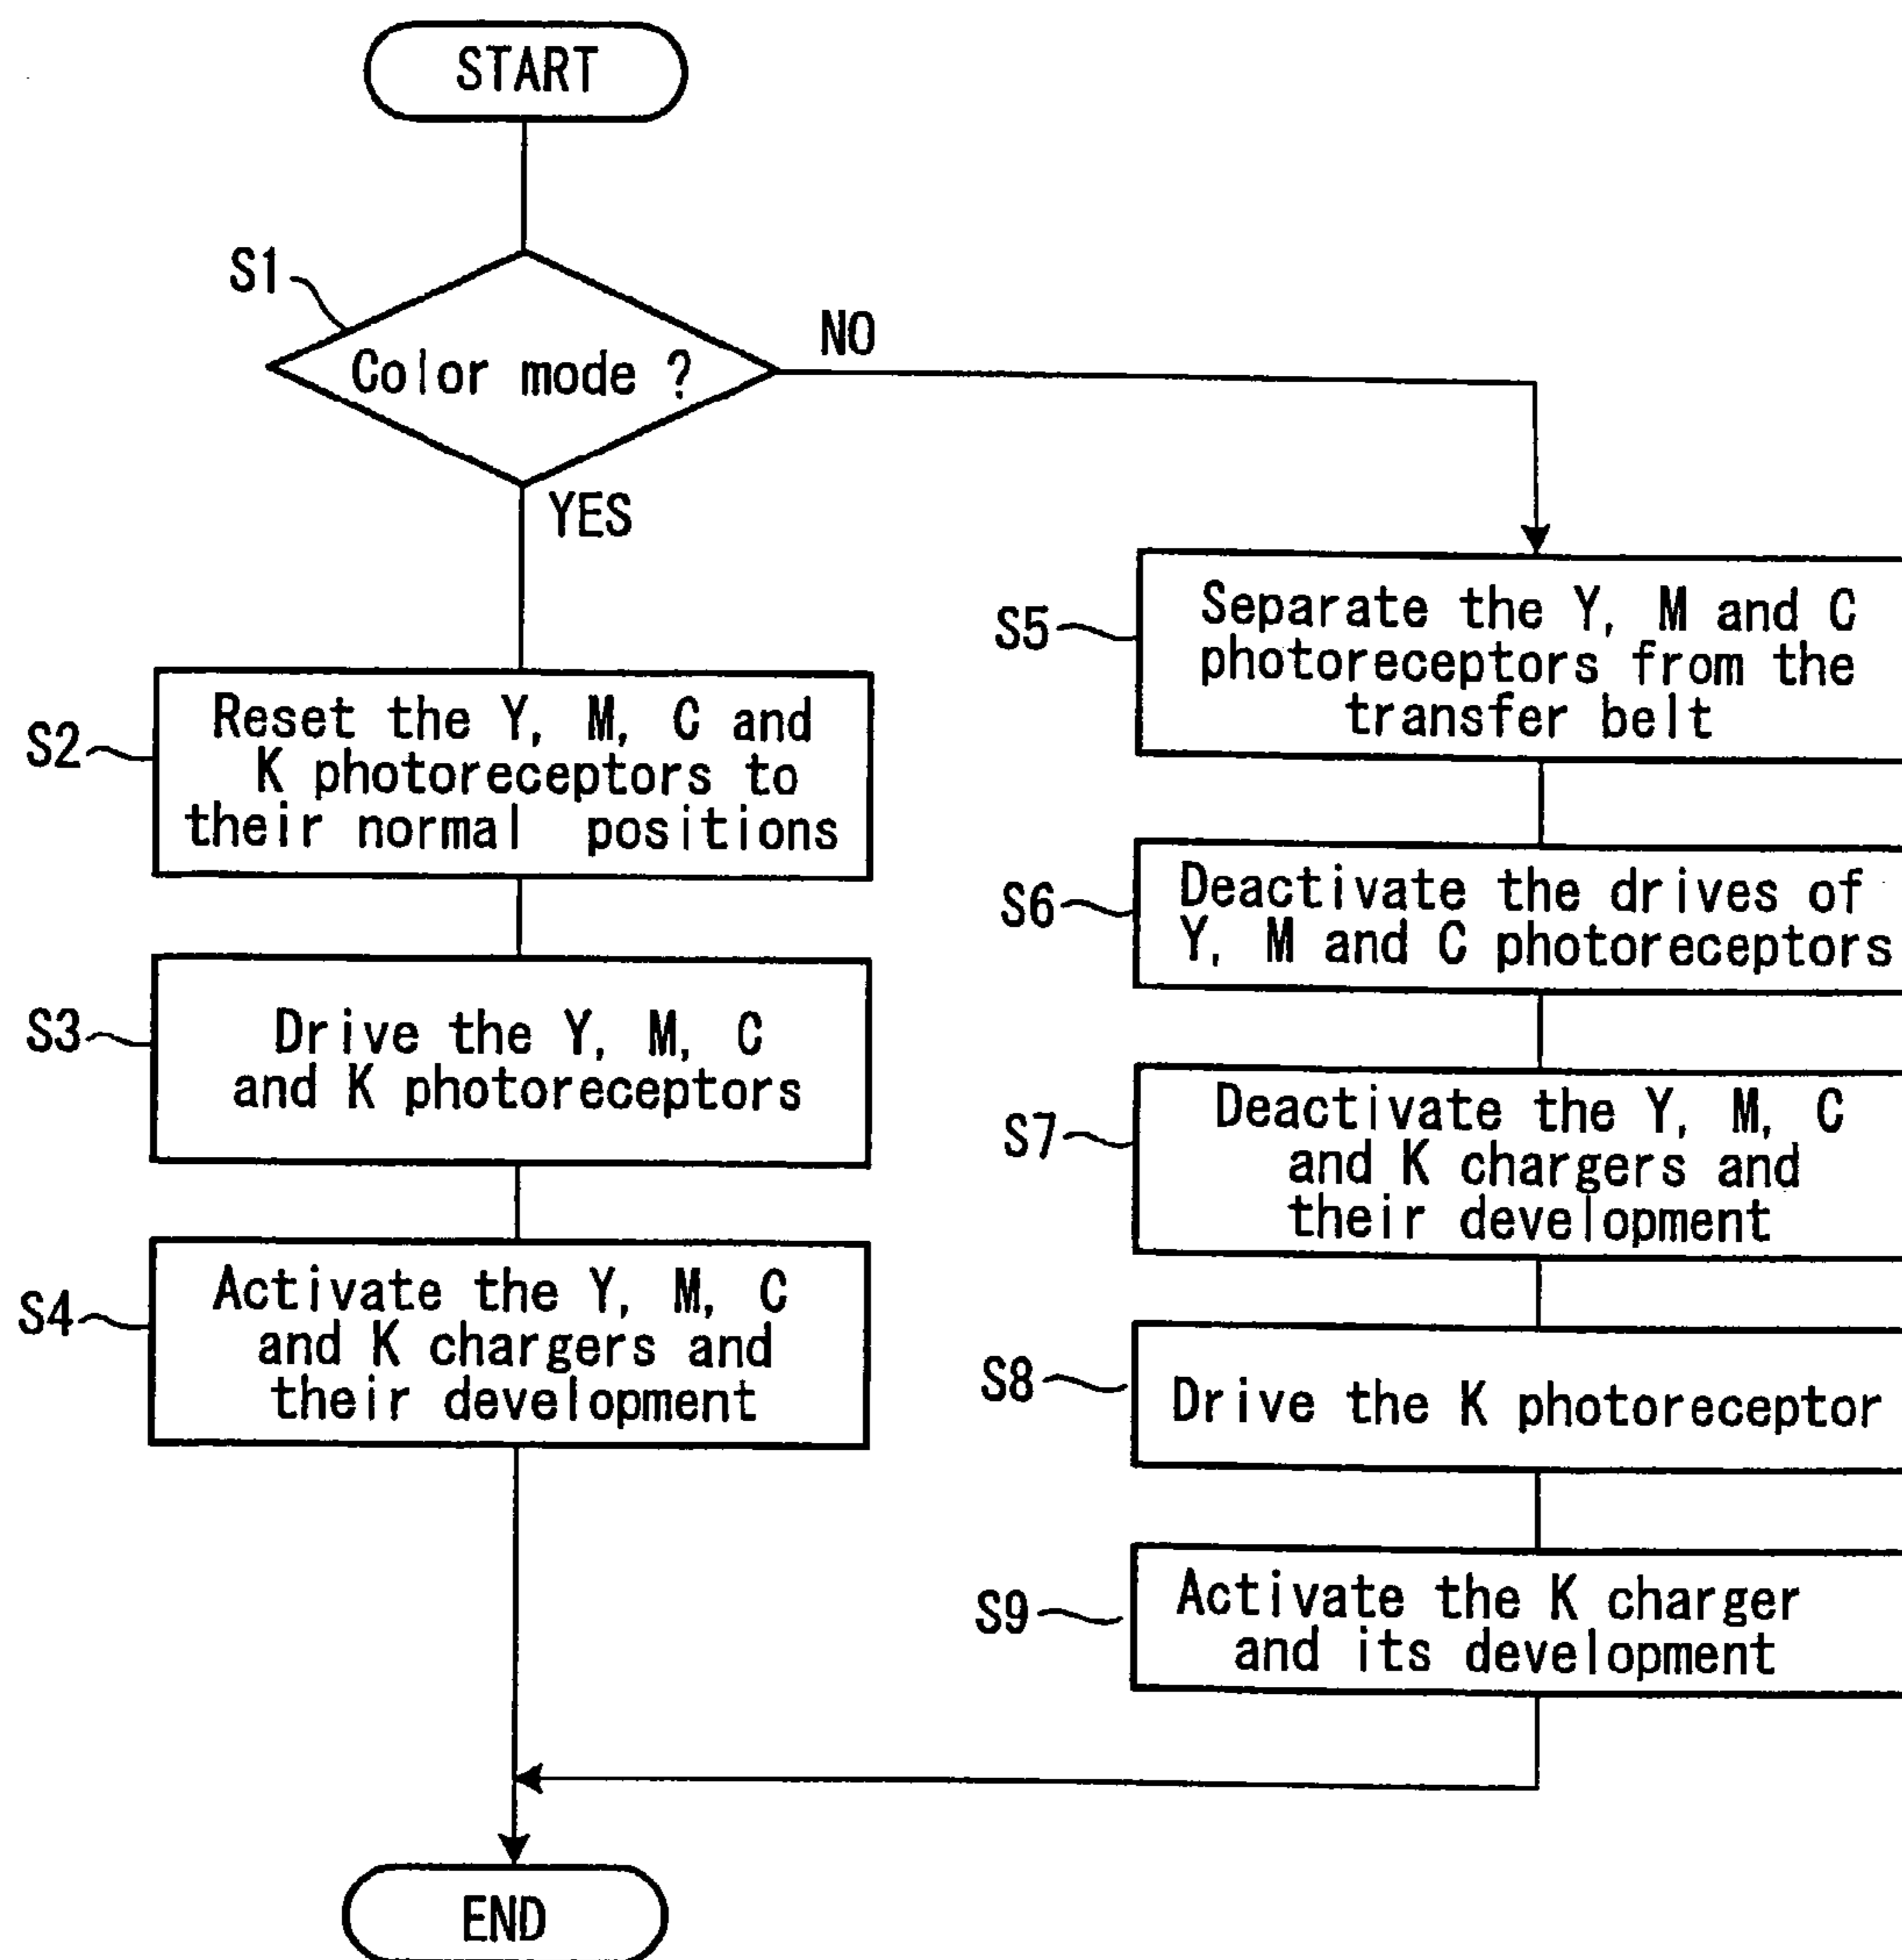 START
S1
Color mode ?
NO
YES
S2
Reset the Y, M, C and
K photoreceptors to
their normal positions
S3
Drive the Y, M, C
and K photoreceptors
S4
Activate the Y, M, C
and K chargers and
their development
S5
Separate the Y, M and C
photoreceptors from the
transfer belt
S6
Deactivate the drives of
Y, M and C photoreceptors
S7
Deactivate the Y, M, C
and K chargers and
their development
S8
Drive the K photoreceptor
S9
Activate the K charger
and its development
END